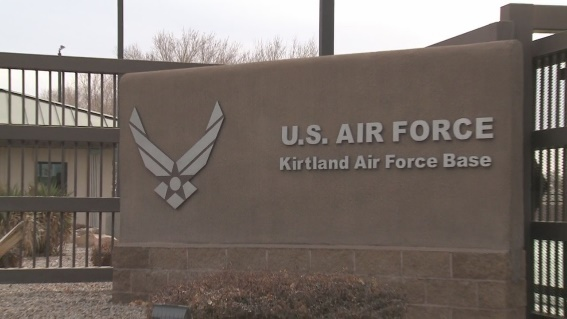 U.S. AIR FORCE
Kirtland Air Force Base